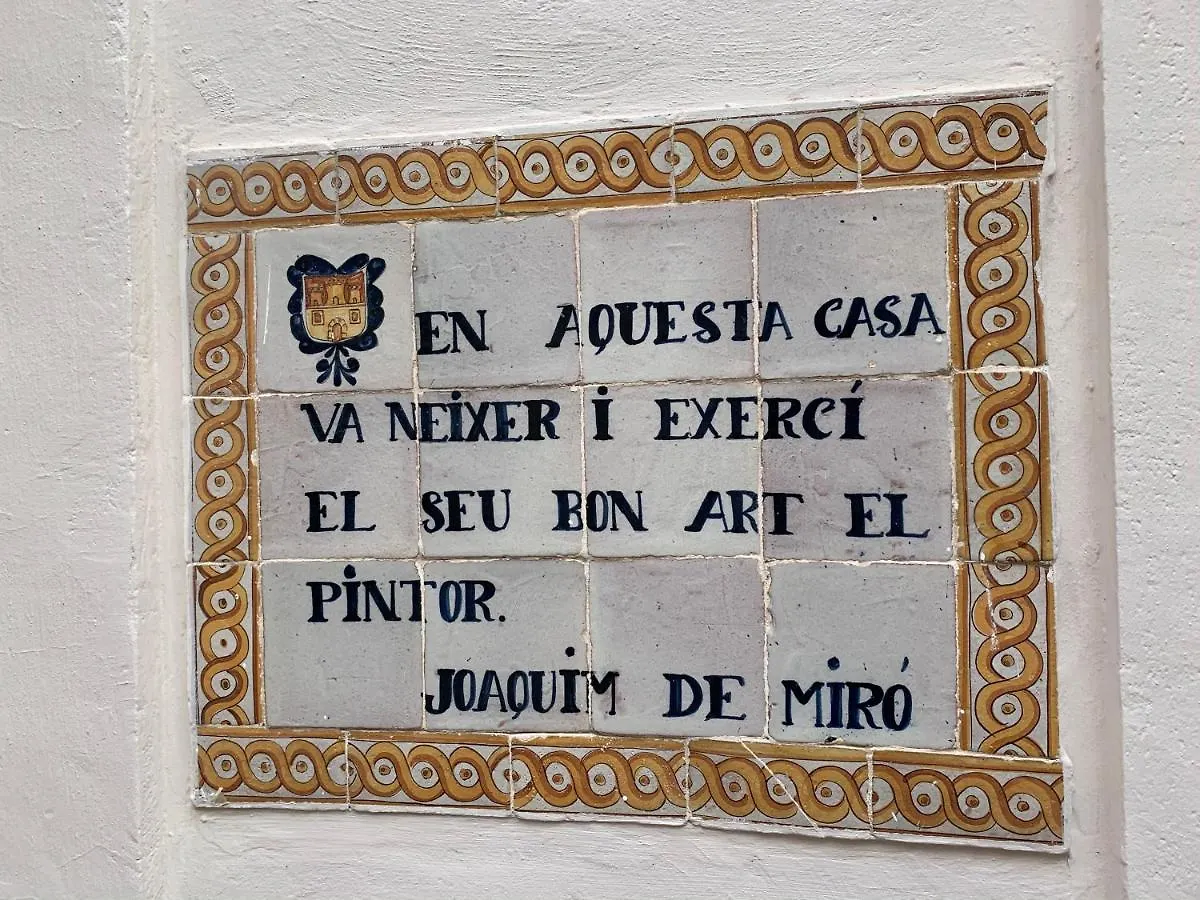 EN AQUESTA CASA
VA NEIXER I EXERCÍ
EL SEU BON ART EL
PINTOR.
JOAQUIM DE MIRÓ